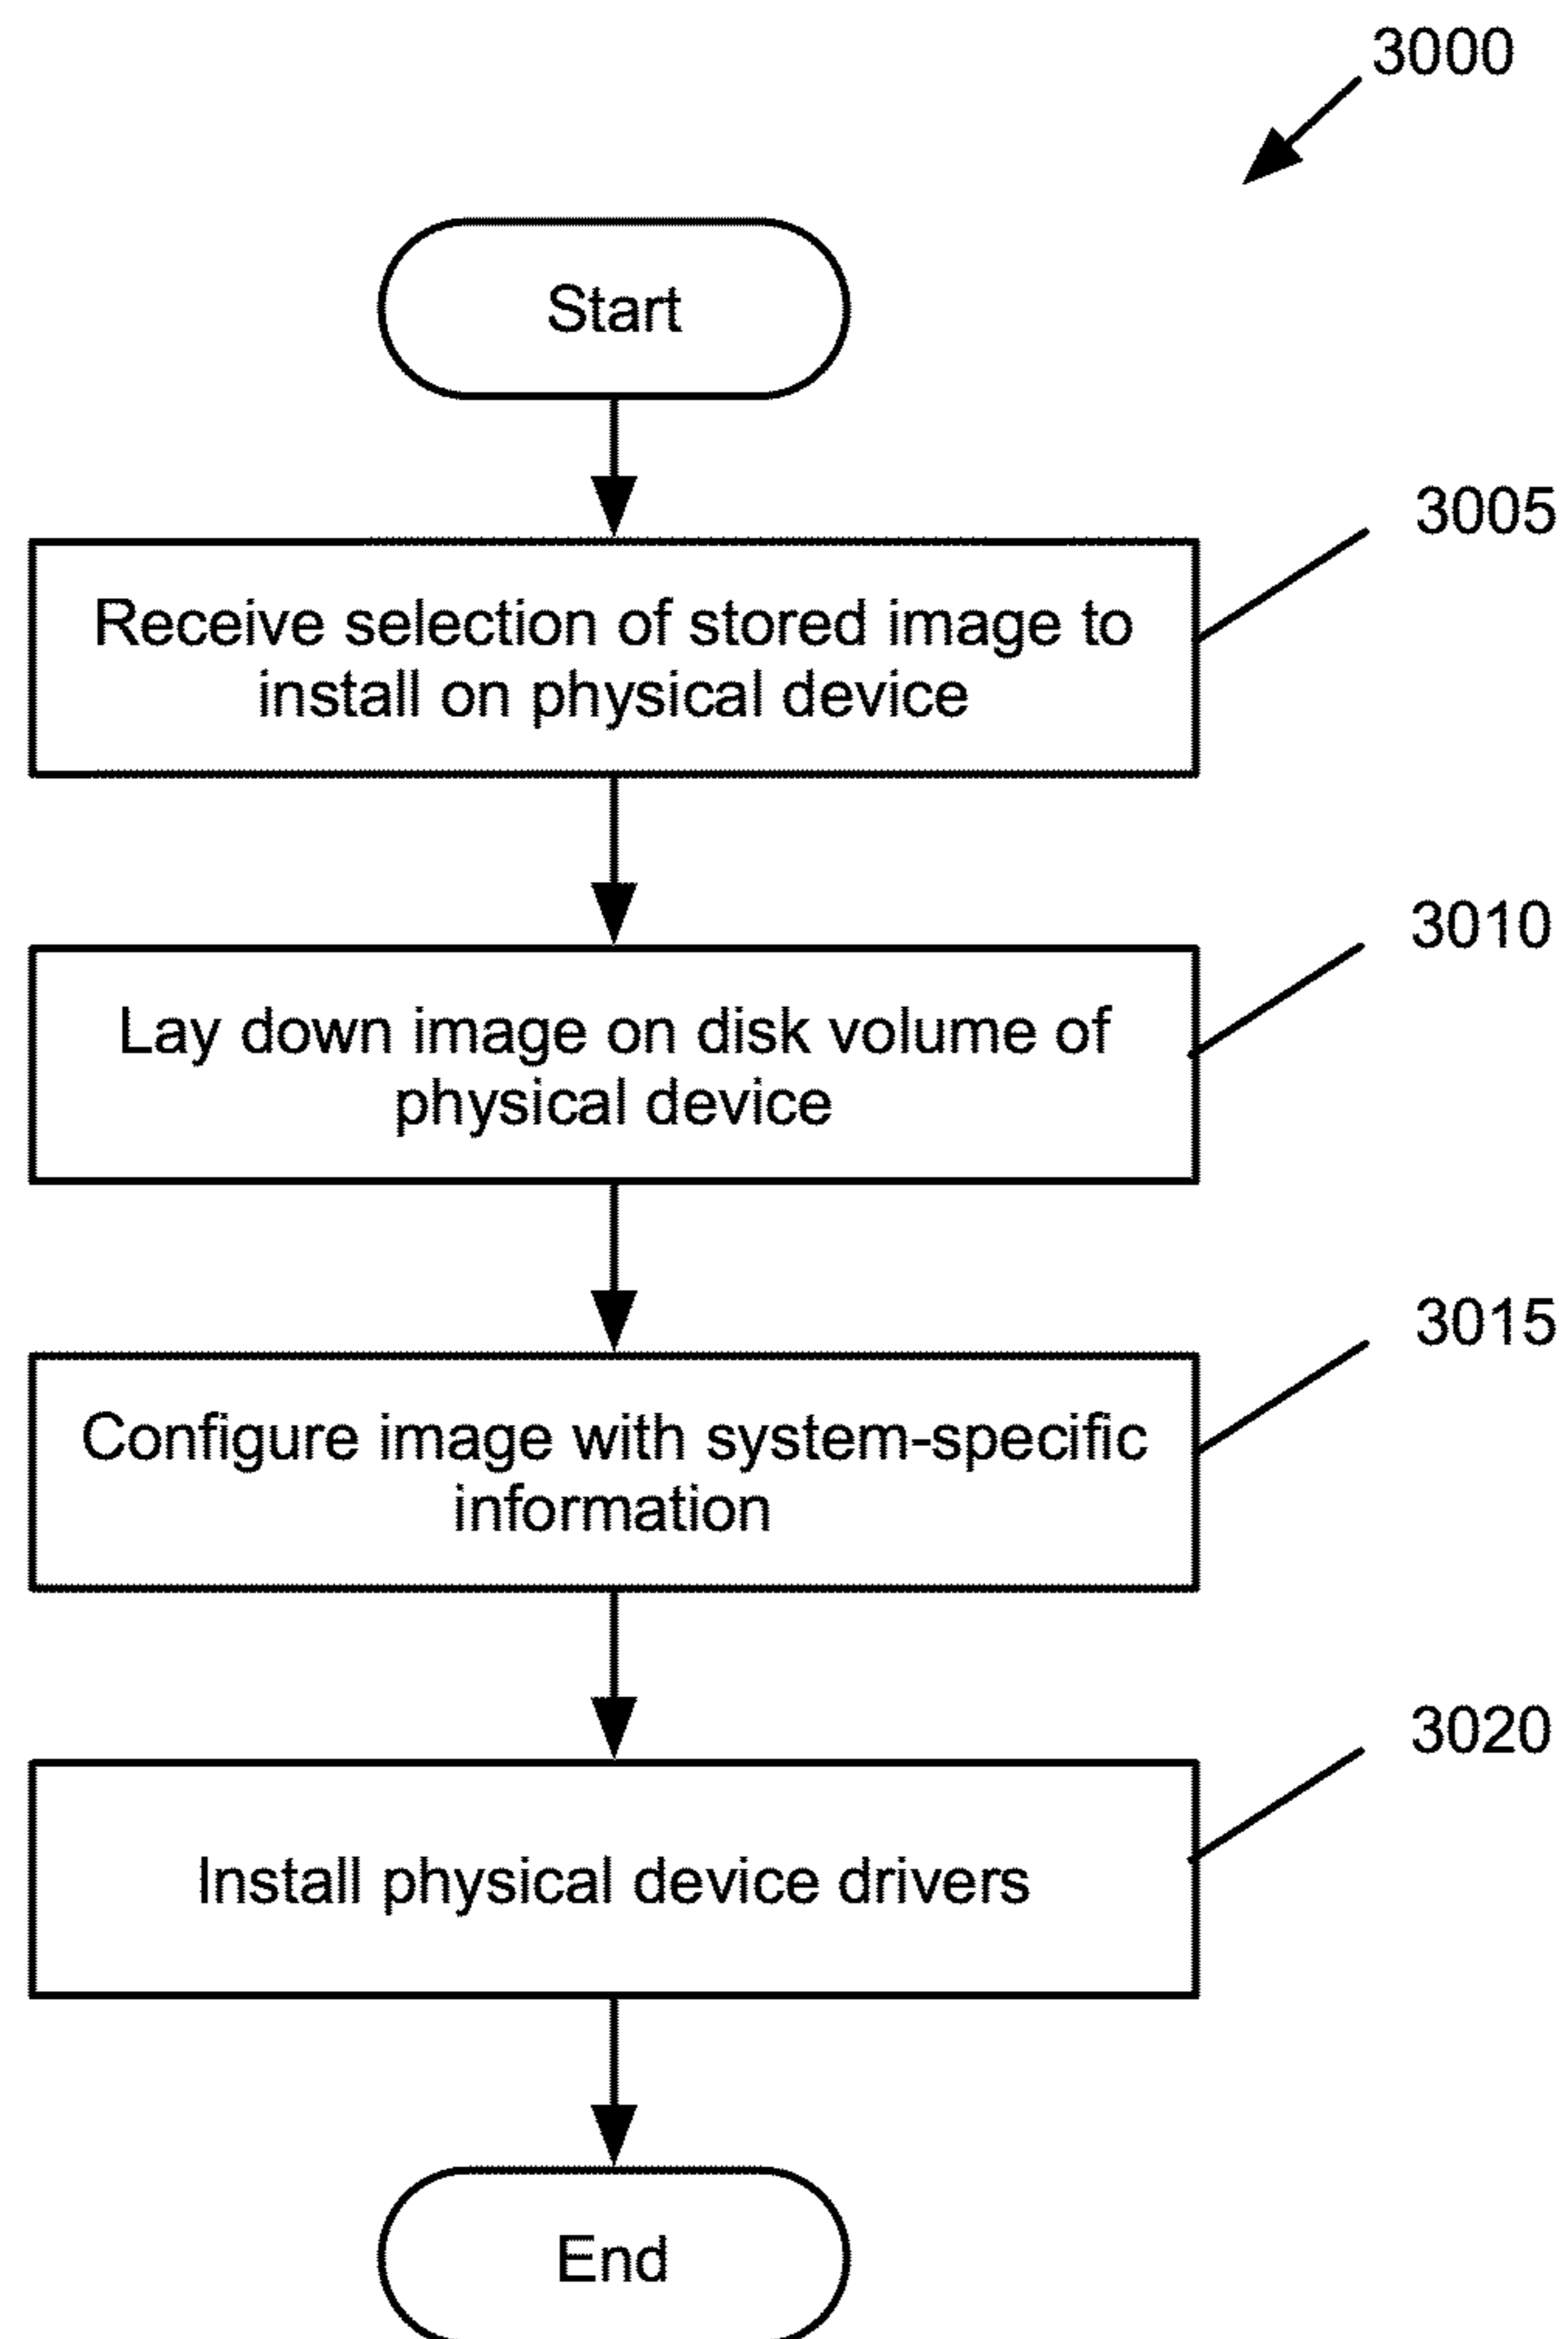 3000
Start
3005
Receive selection of stored image to
install on physical device
3010
Lay down image on disk volume of
physical device
3015
Configure image with system-specific
information
3020
Install physical device drivers
End